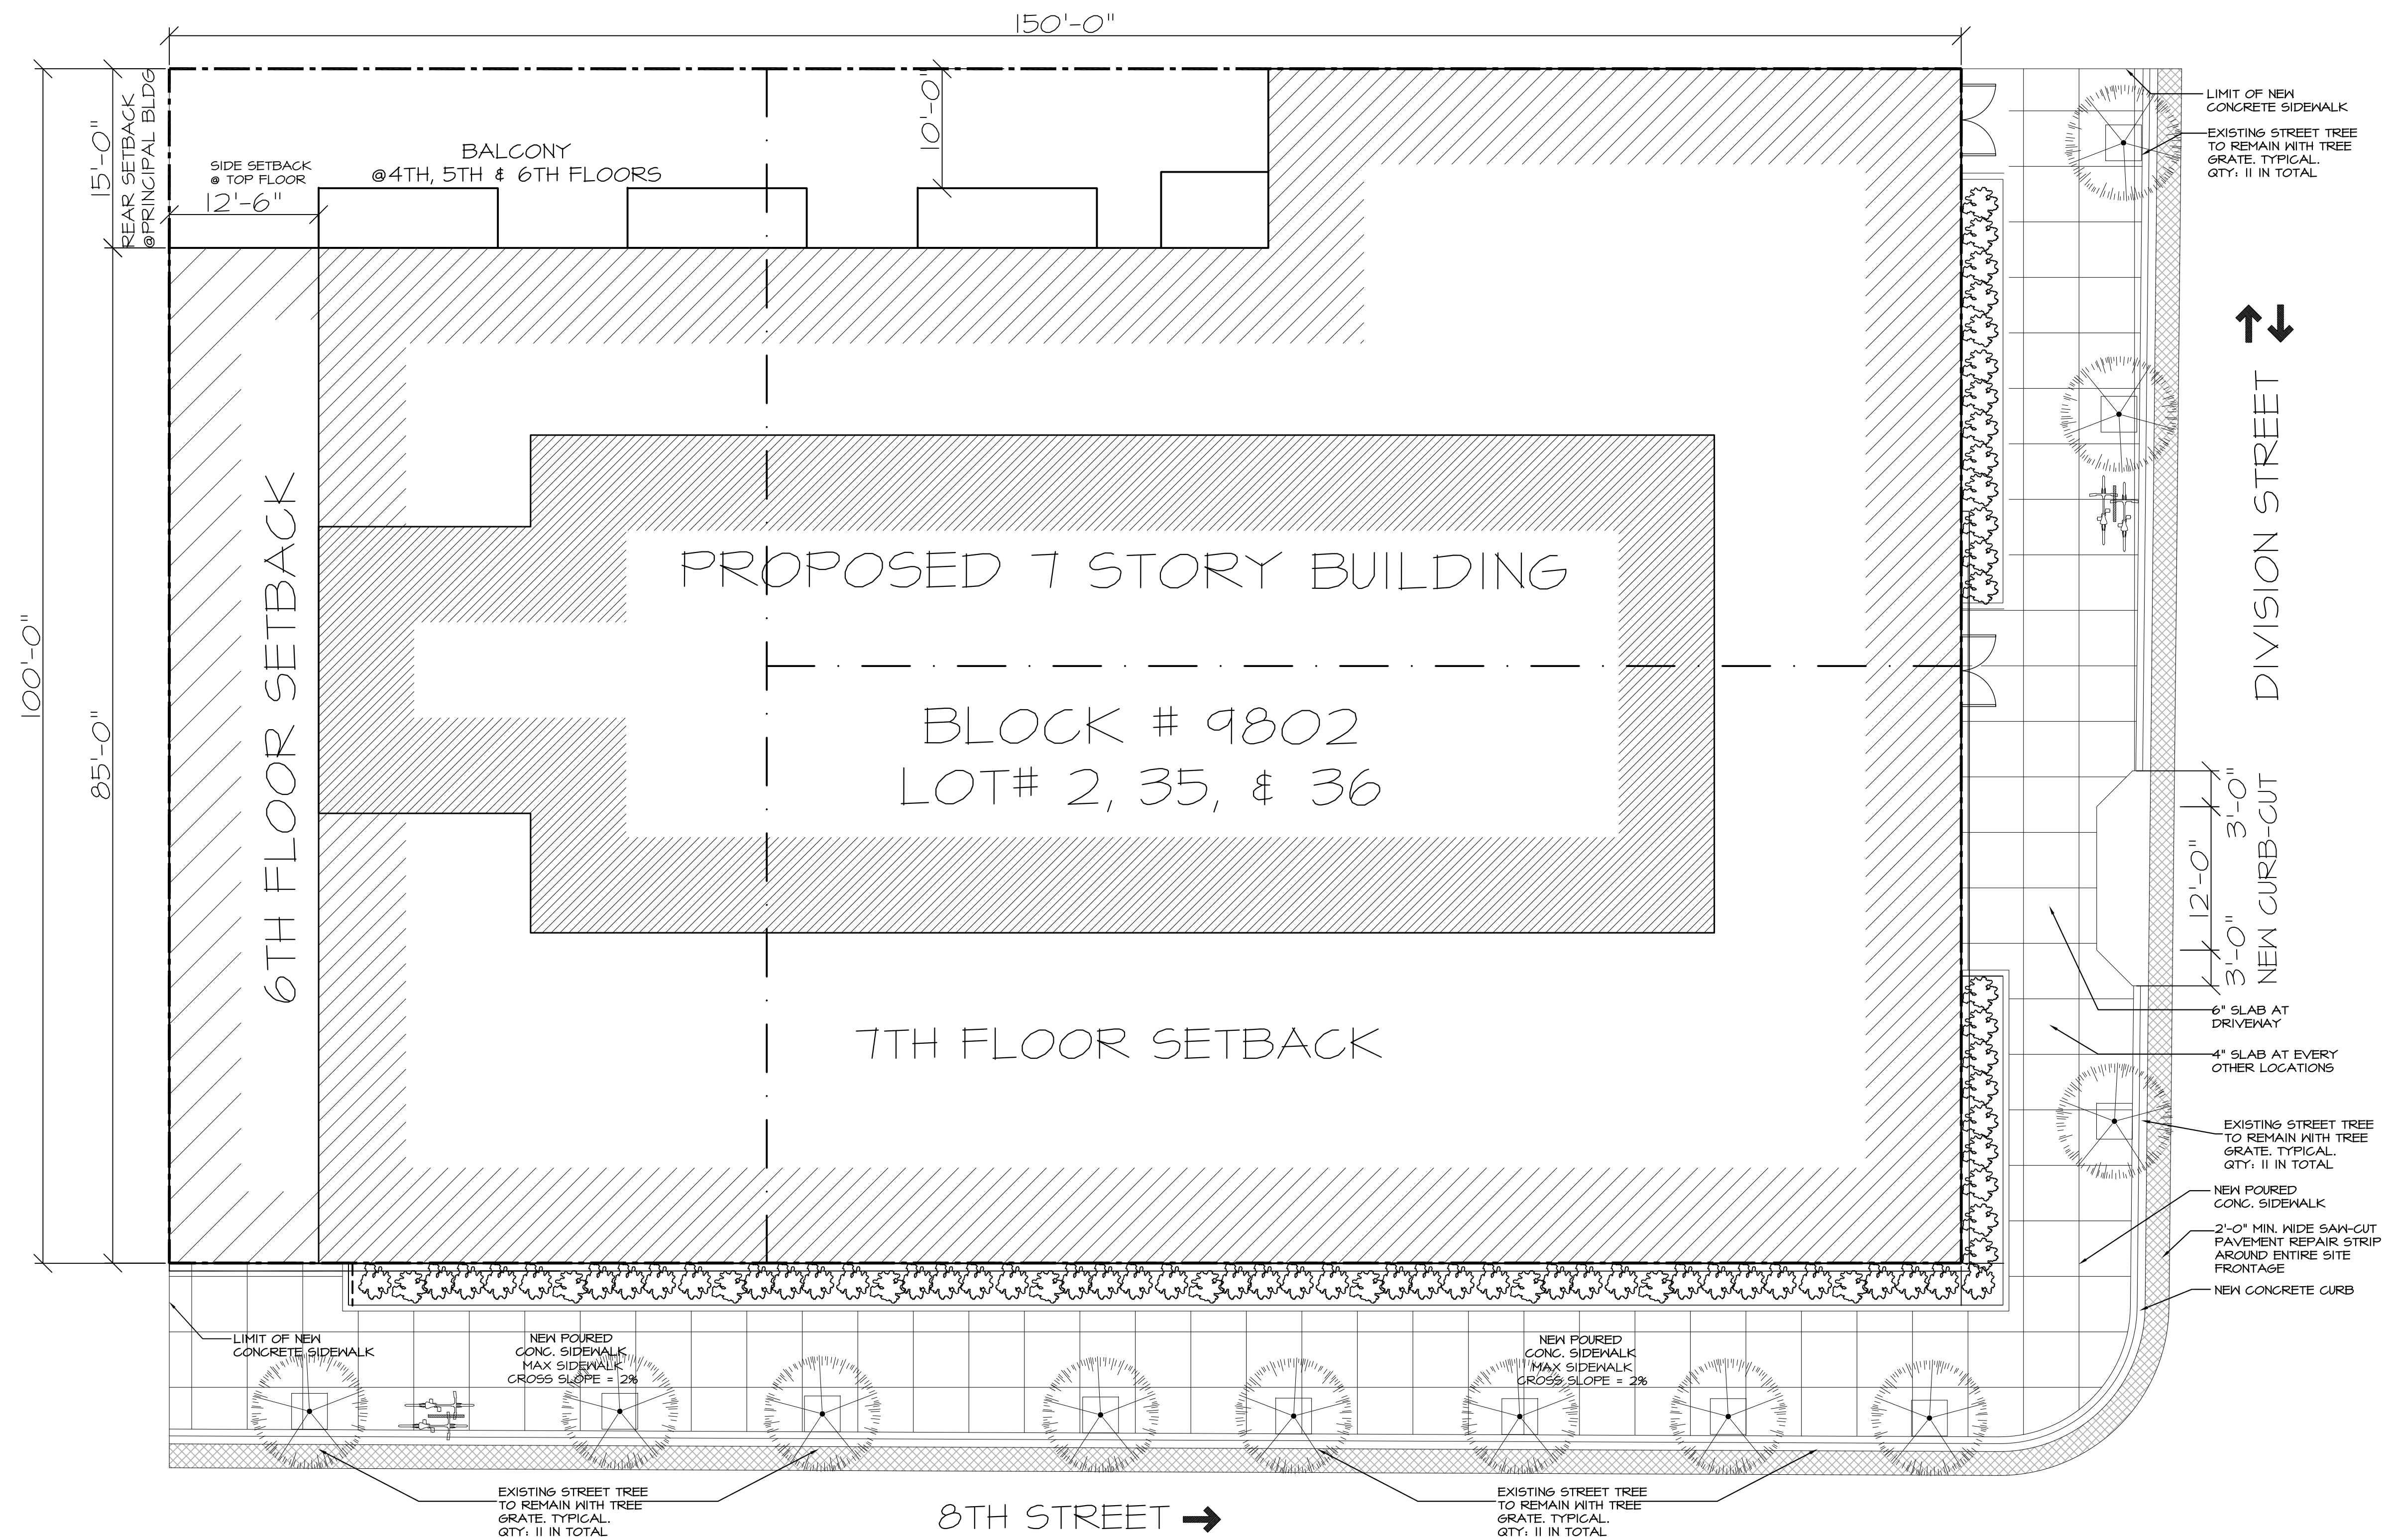 150'-0"
100'-0"
15'-0"
REAR SETBACK
@PRINCIPAL BLDG
85'-0"
SIDE SETBACK
@ TOP FLOOR
12'-6"
BALCONY
@4TH, 5TH & 6TH FLOORS
10'-0"
6TH FLOOR SETBACK
PROPOSED 7 STORY BUILDING
BLOCK # 9802
LOT# 2, 35, & 36
7TH FLOOR SETBACK
LIMIT OF NEW
CONCRETE SIDEWALK
EXISTING STREET TREE
TO REMAIN WITH TREE
GRATE. TYPICAL.
QTY: 11 IN TOTAL
DIVISION STREET
3'-0"
12'-0"
3'-0"
NEW CURB-CUT
6" SLAB AT
DRIVEWAY
4" SLAB AT EVERY
OTHER LOCATIONS
EXISTING STREET TREE
TO REMAIN WITH TREE
GRATE. TYPICAL.
QTY: 11 IN TOTAL
NEW POURED
CONC. SIDEWALK
2'-0" MIN. WIDE SAW-CUT
PAVEMENT REPAIR STRIP
AROUND ENTIRE SITE
FRONTAGE
NEW CONCRETE CURB
LIMIT OF NEW
CONCRETE SIDEWALK
NEW POURED
CONC. SIDEWALK
MAX SIDEWALK
CROSS SLOPE = 2%
NEW POURED
CONC. SIDEWALK
MAX SIDEWALK
CROSS SLOPE = 2%
EXISTING STREET TREE
TO REMAIN WITH TREE
GRATE. TYPICAL.
QTY: 11 IN TOTAL
8TH STREET
EXISTING STREET TREE
TO REMAIN WITH TREE
GRATE. TYPICAL.
QTY: 11 IN TOTAL